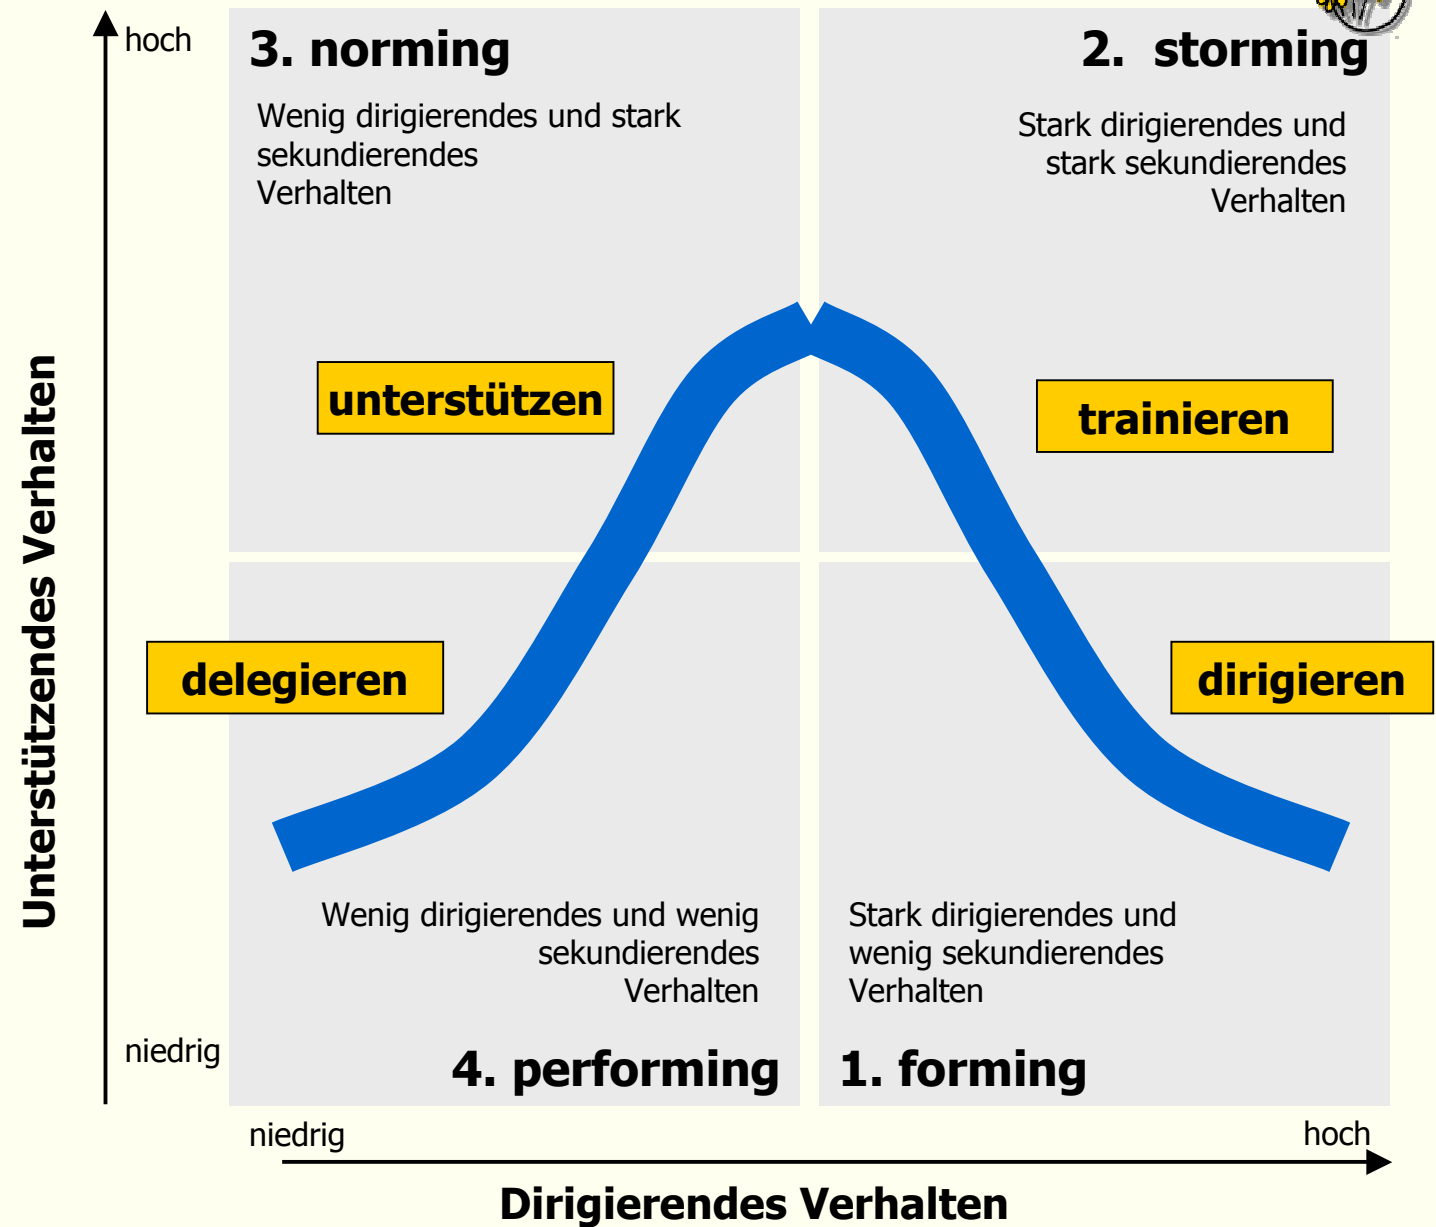 hoch
3. norming
Wenig dirigierendes und stark
sekundierendes
Verhalten
2. storming
Stark dirigierendes und
stark sekundierendes
Verhalten
unterstützen
trainieren
Unterstützendes Verhalten
delegieren
dirigieren
Wenig dirigierendes und wenig
sekundierendes
Verhalten
4. performing
Stark dirigierendes und
wenig sekundierendes
Verhalten
1. forming
niedrig
niedrig
hoch
Dirigierendes Verhalten